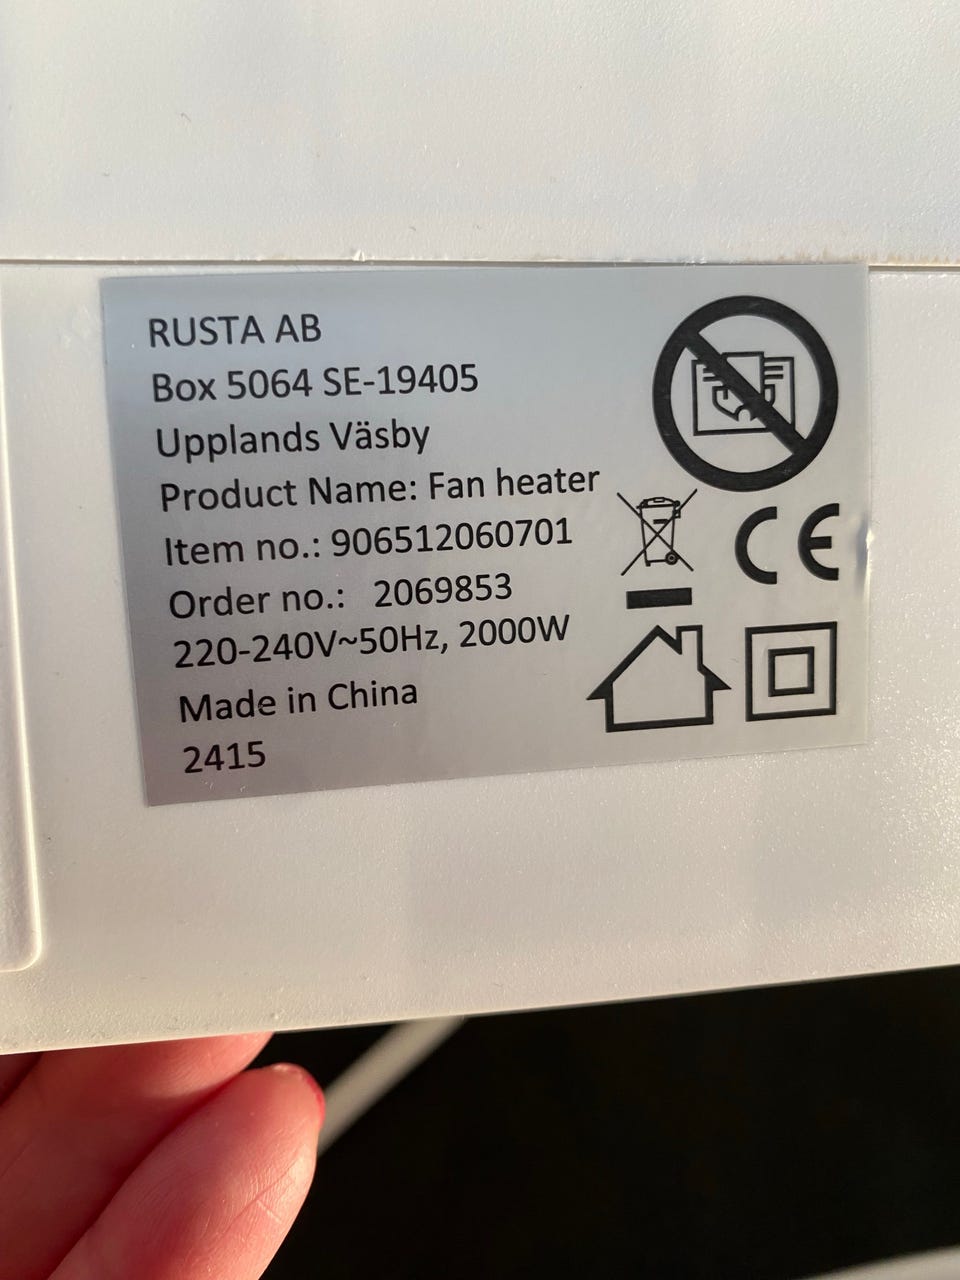 RUSTA AB
Box 5064 SE-19405
Upplands Väsby
Product Name: Fan heater
Item no.: 906512060701
Order no.: 2069853
220-240V~50Hz, 2000W
Made in China
2415
CE